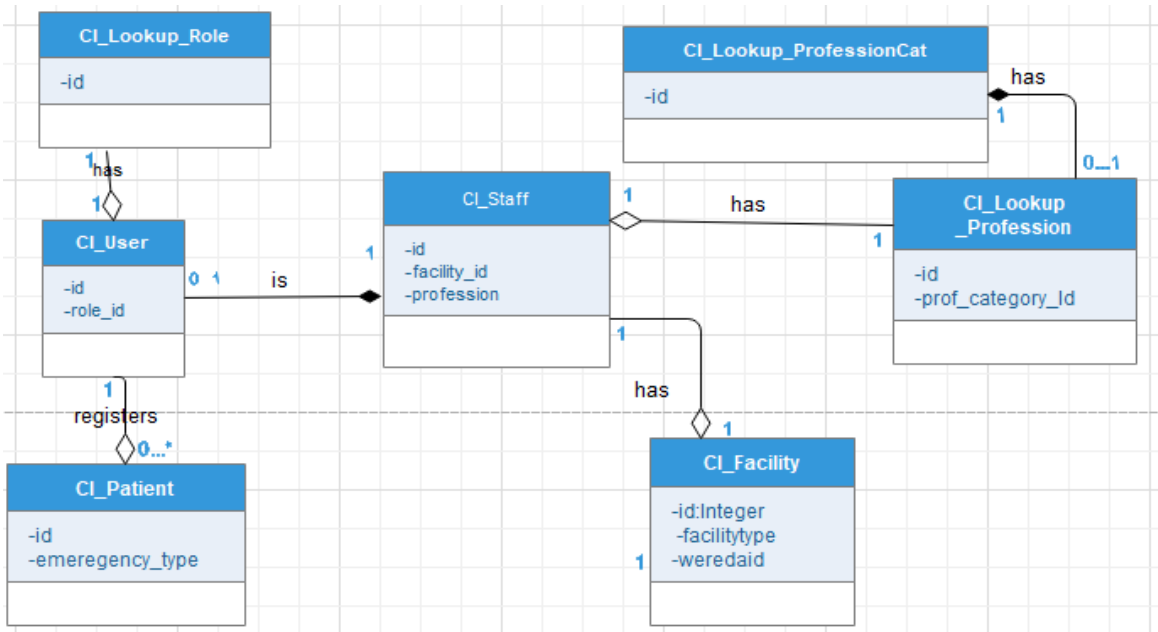 CI_Lookup_Role
-id
1
has
1
CI_User
-id
-role_id
0 1
is
1
1
registers
0...*
CI_Patient
-id
-emeregency_type
CI_Staff
-id
-facility_id
-profession
1
has
1
1
has
1
CI_Lookup_ProfessionCat
-id
has
1
0...1
CI_Lookup
_Profession
-id
-prof_category_Id
CI_Facility
-id:Integer
-facilitytype
-weredaid
1